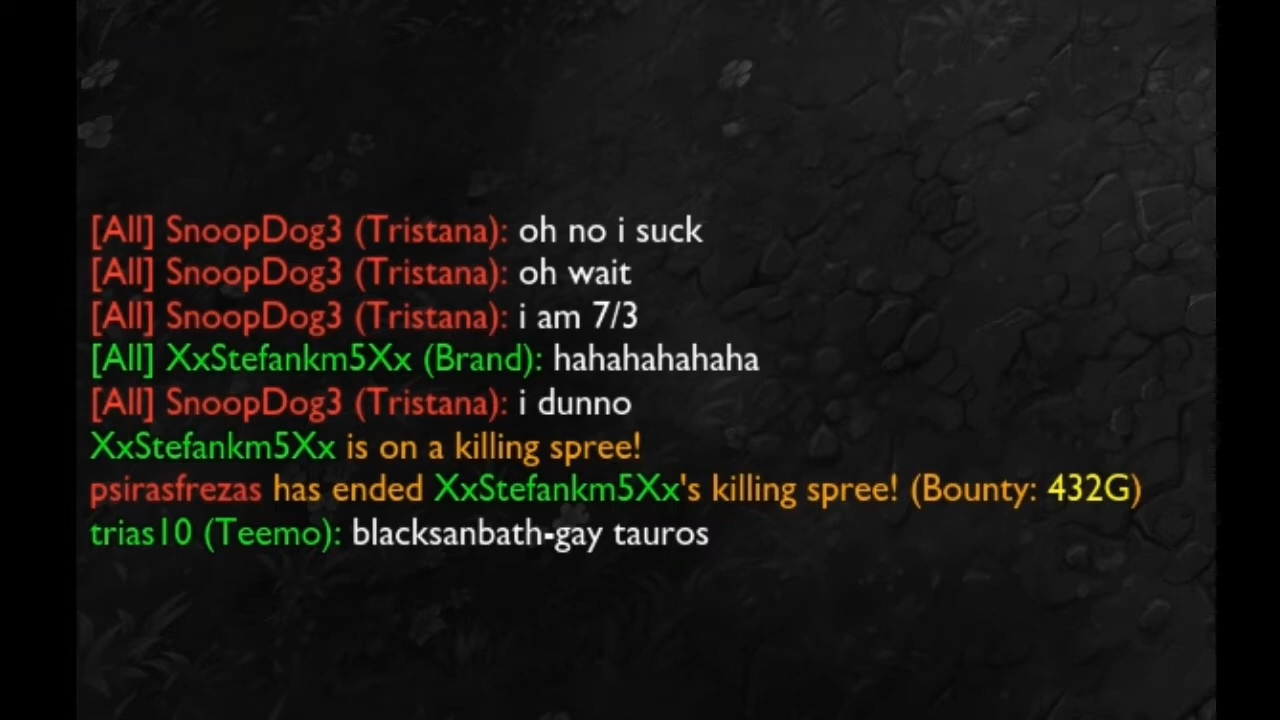 [All] SnoopDog3 (Tristana): oh no i suck
[All] SnoopDog3 (Tristana): oh wait
[All] SnoopDog3 (Tristana): i am 7/3
[All] XxStefankm5Xx (Brand): hahahahahaha
[All] SnoopDog3 (Tristana): i dunno
XxStefankm5Xx is on a killing spree!
psirasfrezas has ended XxStefankm5Xx's killing spree! (Bounty: 432G)
trias10 (Teemo): blacksanbath-gay tauros